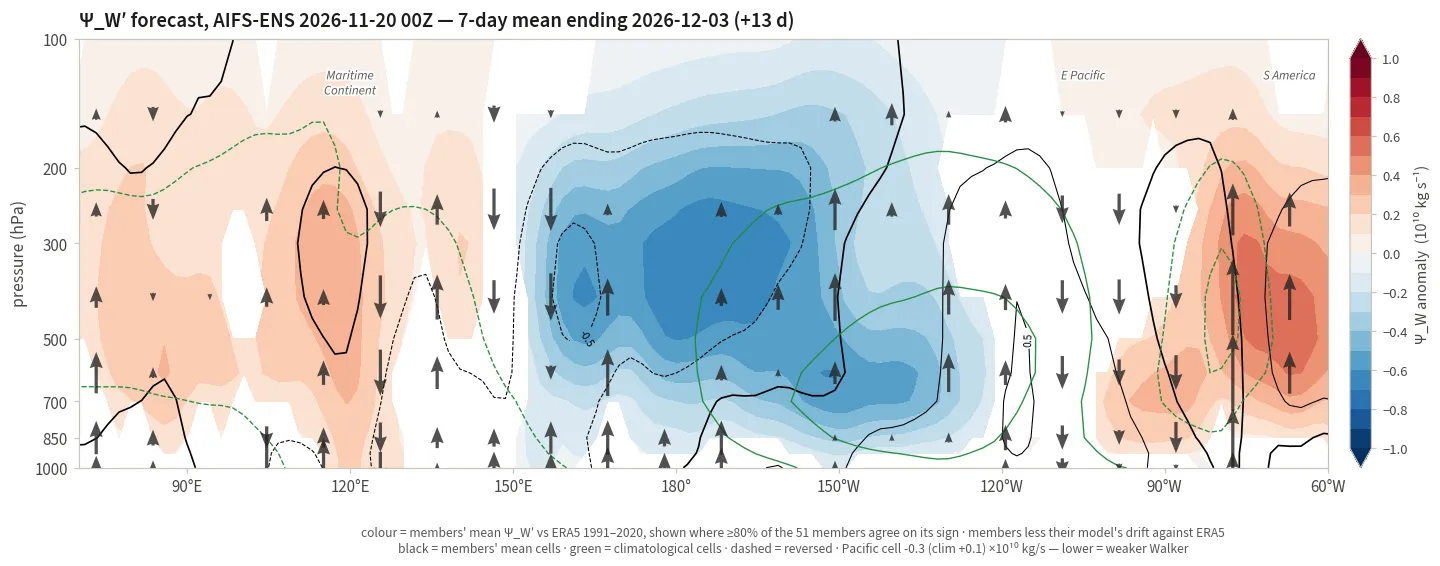 Ψ_W′ forecast, AIFS-ENS 2026-11-20 00Z — 7-day mean ending 2026-12-03 (+13 d)
100
200
300
400
500
700
850
1000
pressure (hPa)
Maritime
Continent
E Pacific
S America
-0.5
-0.5
90°E
120°E
150°E
180°
150°W
120°W
90°W
60°W
1.0
0.8
0.6
0.4
0.2
0.0
−0.2
−0.4
−0.6
−0.8
−1.0
Ψ_W anomaly (10¹⁰ kg s⁻¹)
colour = members' mean Ψ_W′ vs ERA5 1991–2020, shown where ≥80% of the 51 members agree on its sign · members less their model's drift against ERA5
black = members' mean cells · green = climatological cells · dashed = reversed · Pacific cell -0.3 (clim +0.1) ×10¹⁰ kg/s — lower = weaker Walker